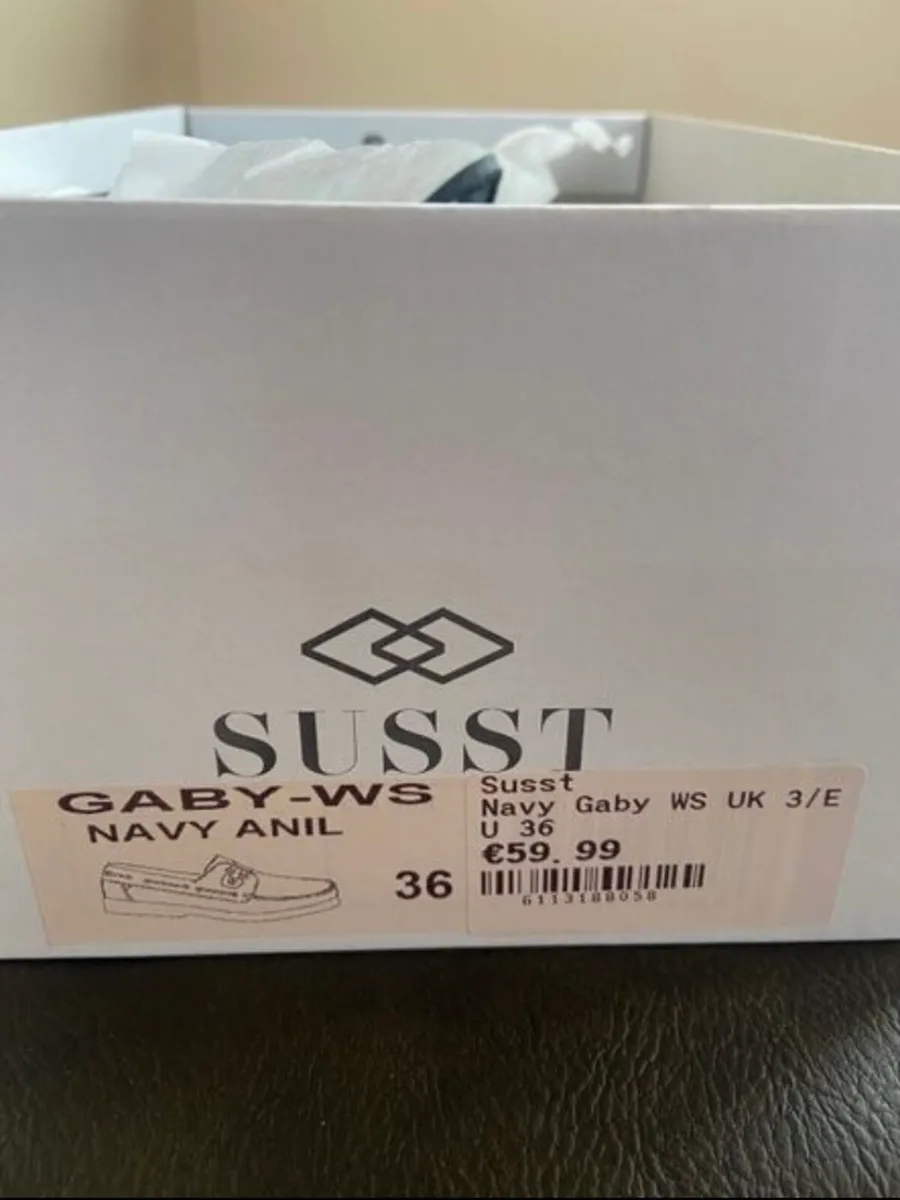 SUSST
GABY-WS
NAVY ANIL
36
Susst
Navy Gaby WS UK 3/E
U 36
€59.99
6113188058